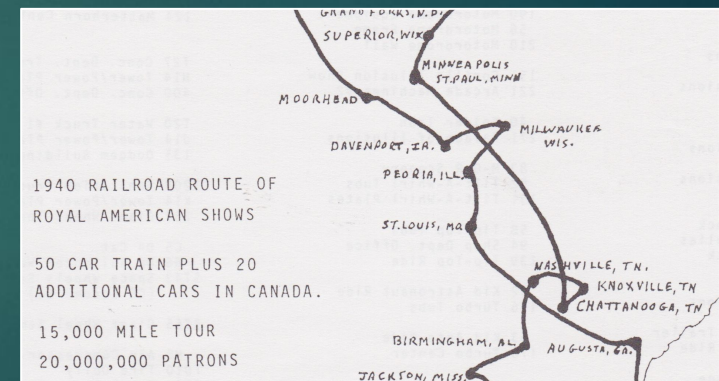 GRAND FORKS, N.D.
SUPERIOR, WIX
MINNEAPOLIS
ST. PAUL, MINN
MOORHEAD
MILWAUKEE
WIS.
DAVENPORT, IA.
PEORIA, ILL.
1940 RAILROAD ROUTE OF
ROYAL AMERICAN SHOWS
ST. LOUIS, MO.
50 CAR TRAIN PLUS 20
ADDITIONAL CARS IN CANADA.
NASHVILLE, TN.
KNOXVILLE, TN
CHATTANOOGA, TN
15,000 MILE TOUR
20,000,000 PATRONS
BIRMINGHAM, AL
AUGUSTA, GA.
JACKSON, MISS.